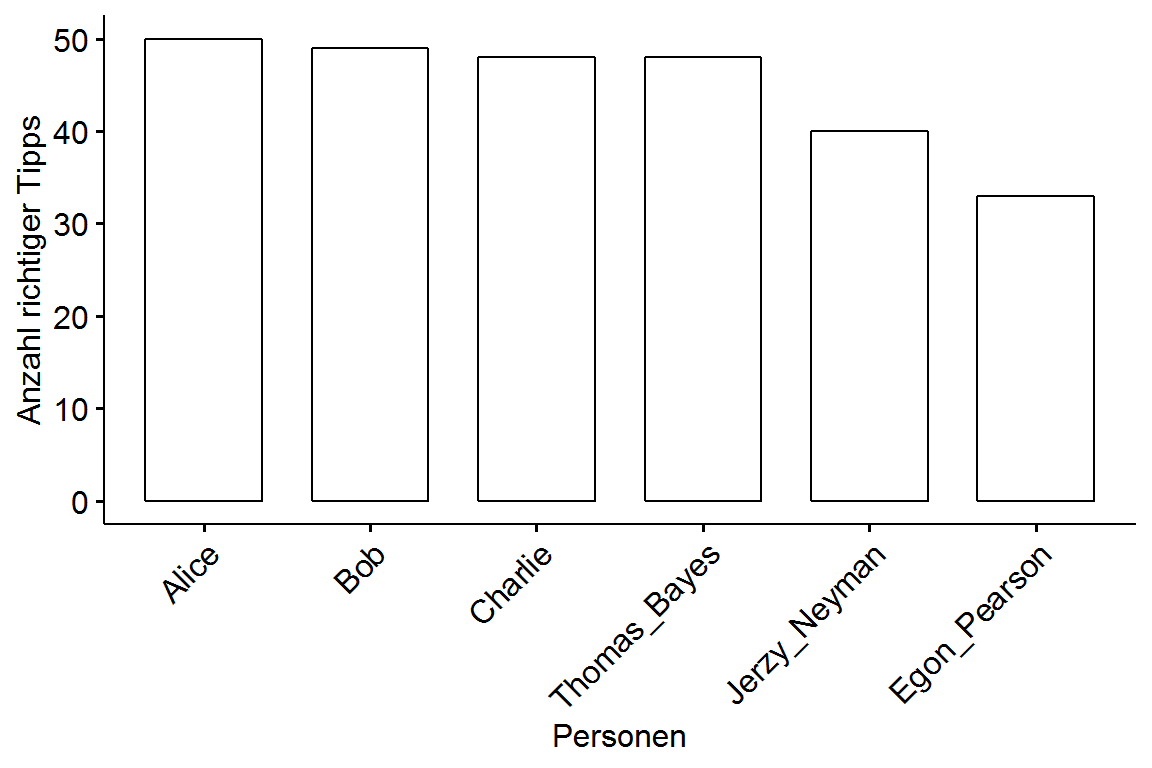 Anzahl richtiger Tipps
50
40
30
20
10
0
Alice
Bob
Charlie
Thomas_Bayes
Jerzy_Neyman
Egon_Pearson
Personen